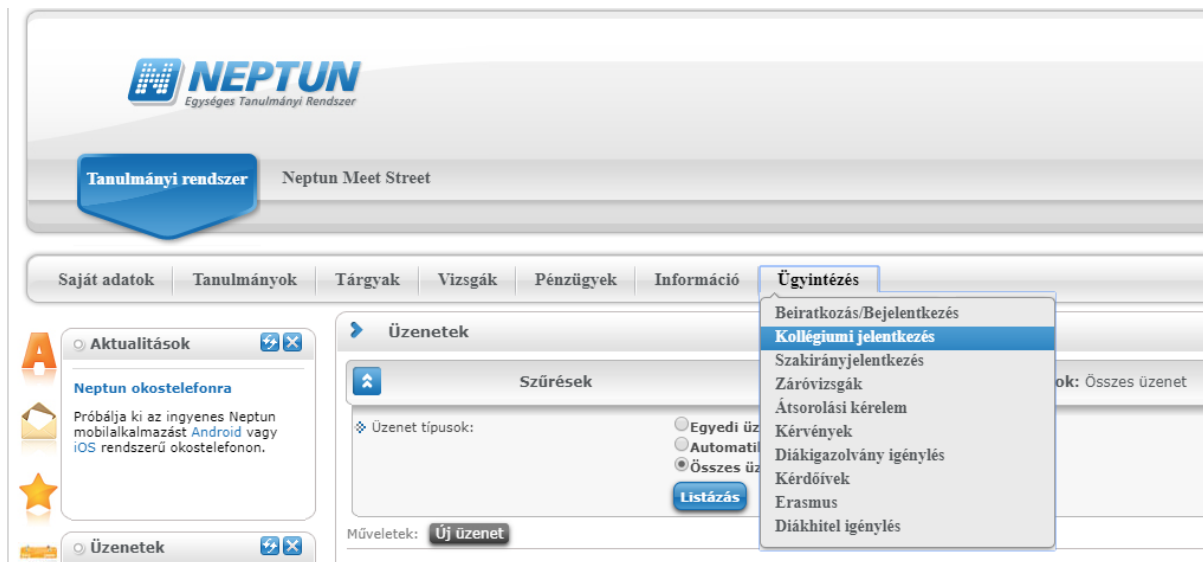 NEPTUN
Egységes Tanulmányi Rendszer
Tanulmányi rendszer
Neptun Meet Street
Saját adatok
Tanulmányok
Tárgyak
Vizsgák
Pénzügyek
Információ
Ügyintézés
Beiratkozás/Bejelentkezés
Kollégiumi jelentkezés
Szakirányjelentkezés
Záróvizsgák
Átsorolási kérelem
Kérvények
Diákigazolvány igénylés
Kérdőívek
Erasmus
Diákhitel igénylés
Aktualitások
Neptun okostelefonra
Próbálja ki az ingyenes Neptun
mobilalkalmazást Android vagy
iOS rendszerű okostelefonon.
Üzenetek
Üzenetek
Szűrések
ok: Összes üzenet
Üzenet típusok:
Egyedi üz
Automati
Összes üz
Listázás
Műveletek:
Új üzenet